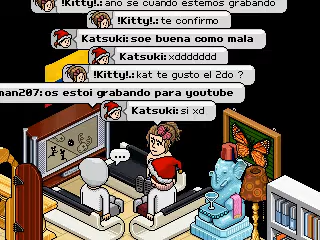 !Kitty!.: ano se cuando estemos grabando
!Kitty!.: te confirmo
Katsuki: soe buena como mala
Katsuki: xddddddd
!Kitty!.: kat te gusto el 2do ?
man207: os estoi grabando para youtube
Katsuki: si xd